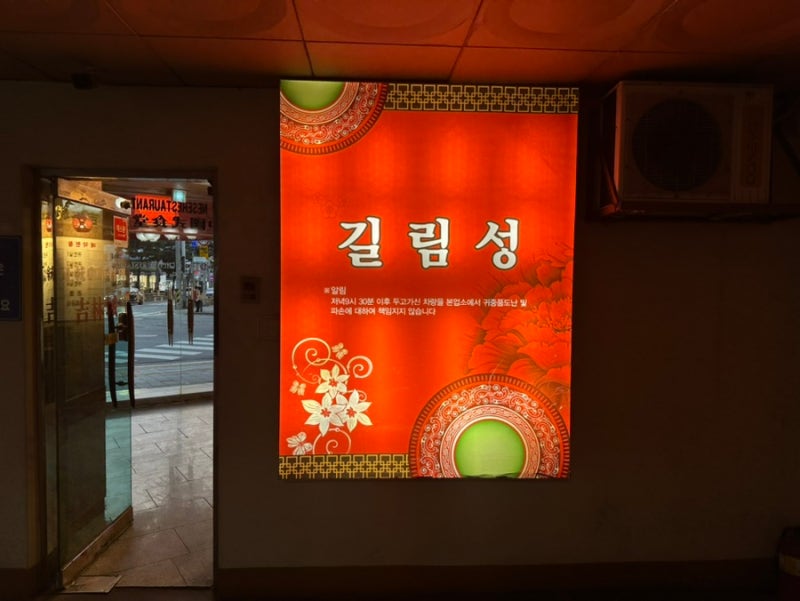 NESERESTAURANT
길림성
※ 알림
저녁9시 30분 이후 두고가신 차량들 본업소에서 귀중품도난 및
파손에 대하여 책임지지 않습니다